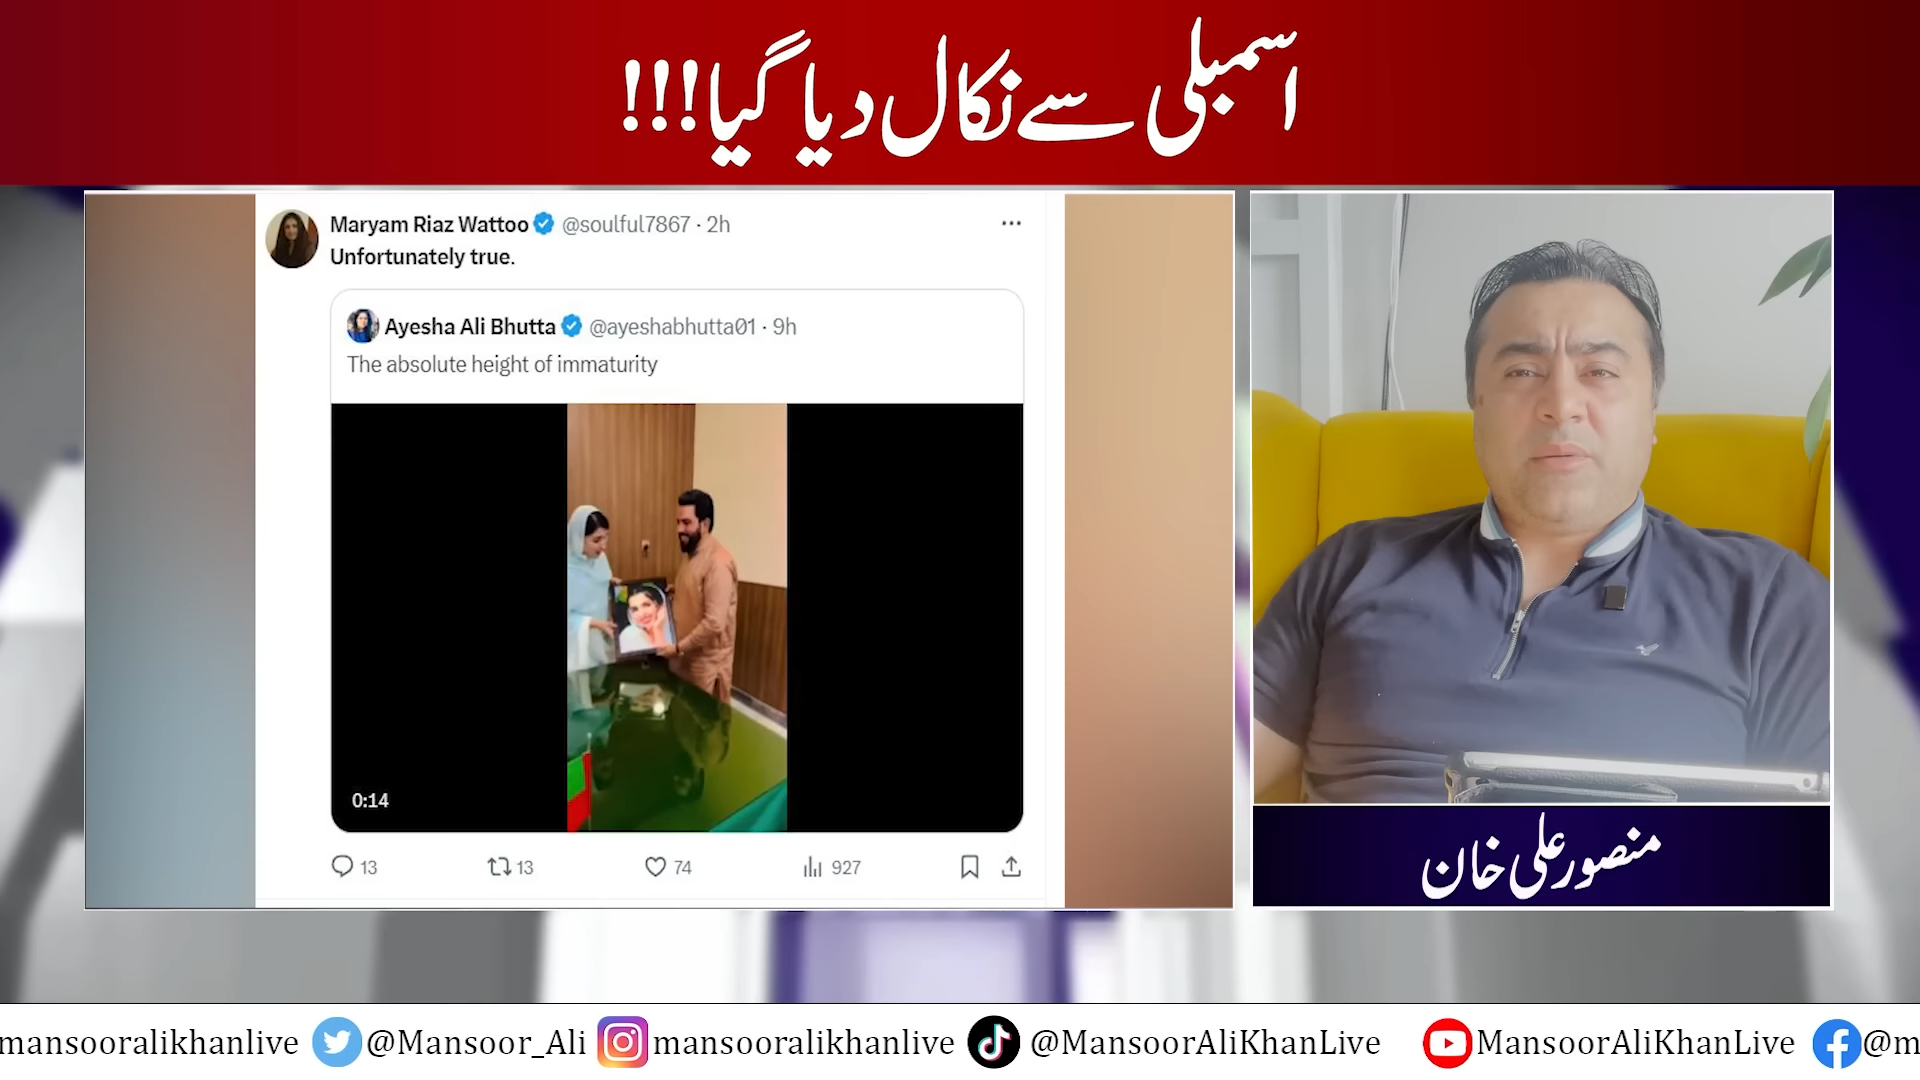 اسمبلی سے نکال دیا گیا!!!
Maryam Riaz Wattoo @soulful7867 · 2h
Unfortunately true.
Ayesha Ali Bhutta @ayeshabhutta01 · 9h
The absolute height of immaturity
0:14
13 13 74 927
منصور علی خان
mansooralikhanlive @Mansoor_Ali mansooralikhanlive @MansoorAliKhanLive MansoorAliKhanLive @m